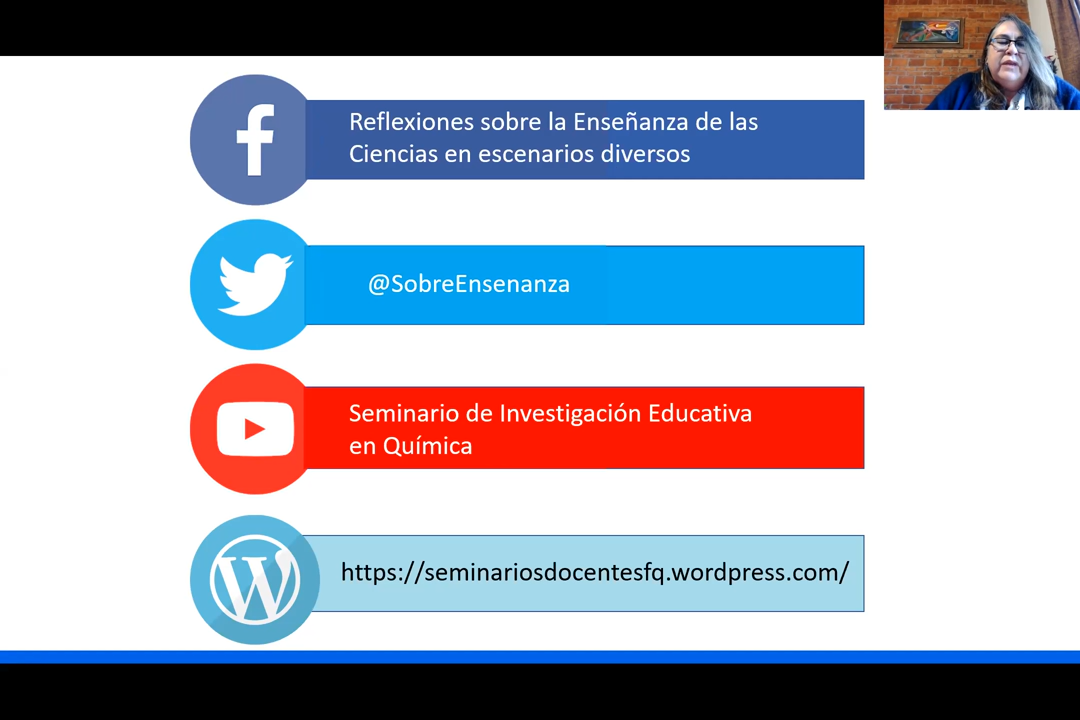 Reflexiones sobre la Enseñanza de las
Ciencias en escenarios diversos
@SobreEnsenanza
Seminario de Investigación Educativa
en Química
https://seminariosdocentesfq.wordpress.com/